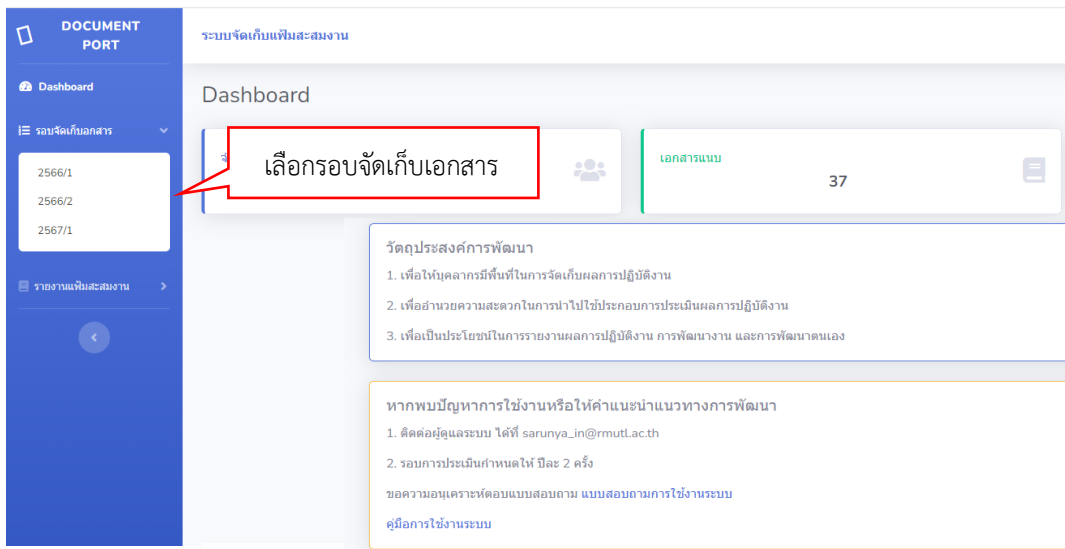 DOCUMENT
PORT
ระบบจัดเก็บแฟ้มสะสมงาน
Dashboard
Dashboard
รอบจัดเก็บอกสาร
เลือกรอบจัดเก็บเอกสาร
เอกสารแนบ
37
2566/1
2566/2
2567/1
รายงานแฟ้มสะสมงาน
วัตถุประสงค์การพัฒนา
1. เพื่อให้บุคลากรมีพื้นที่ในการจัดเก็บผลการปฏิบัติงาน
2. เพื่ออำนวยความสะดวกในการนำไปใช้ประกอบการประเมินผลการปฏิบัติงาน
3. เพื่อเป็นประโยชน์ในการรายงานผลการปฏิบัติงาน การพัฒนางาน และการพัฒนาตนเอง
หากพบปัญหาการใช้งานหรือให้คำแนะนำแนวทางการพัฒนา
1. ติดต่อผู้ดูแลระบบ ได้ที่ sarunya_in@rmutl.ac.th
2. รอบการประเมินกำหนดให้ ปีละ 2 ครั้ง
ขอความอนุเคราะห์ตอบแบบสอบถาม แบบสอบถามการใช้งานระบบ
คู่มือการใช้งานระบบ